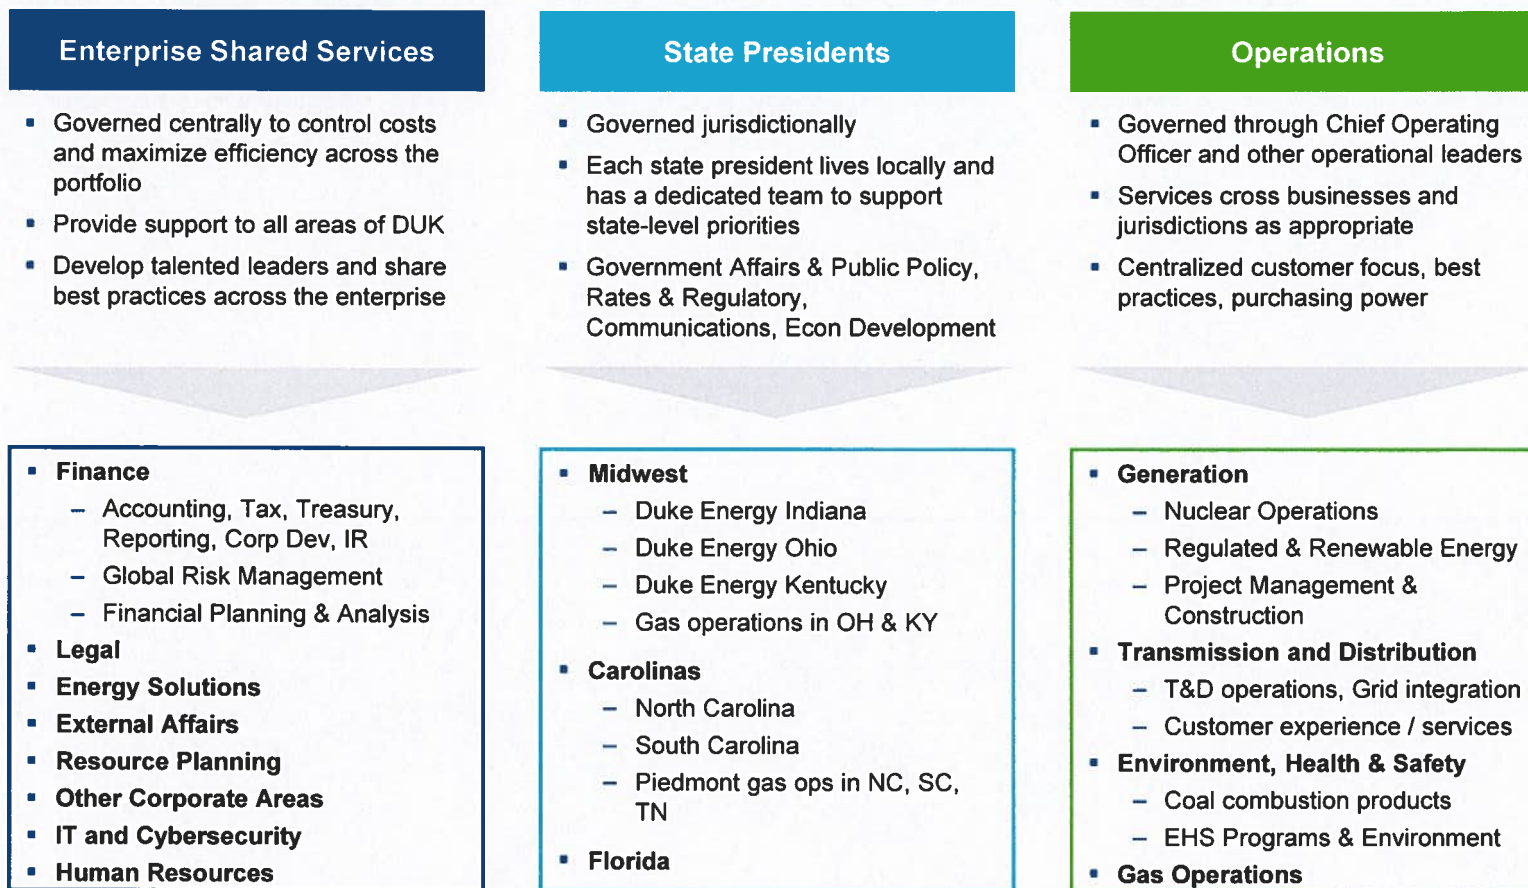 Enterprise Shared Services
▪ Governed centrally to control costs
and maximize efficiency across the
portfolio
▪ Provide support to all areas of DUK
▪ Develop talented leaders and share
best practices across the enterprise
▪ Finance
– Accounting, Tax, Treasury,
Reporting, Corp Dev, IR
– Global Risk Management
– Financial Planning & Analysis
▪ Legal
▪ Energy Solutions
▪ External Affairs
▪ Resource Planning
▪ Other Corporate Areas
▪ IT and Cybersecurity
▪ Human Resources
State Presidents
▪ Governed jurisdictionally
▪ Each state president lives locally and
has a dedicated team to support
state-level priorities
▪ Government Affairs & Public Policy,
Rates & Regulatory,
Communications, Econ Development
▪ Midwest
– Duke Energy Indiana
– Duke Energy Ohio
– Duke Energy Kentucky
– Gas operations in OH & KY
▪ Carolinas
– North Carolina
– South Carolina
– Piedmont gas ops in NC, SC,
TN
▪ Florida
Operations
▪ Governed through Chief Operating
Officer and other operational leaders
▪ Services cross businesses and
jurisdictions as appropriate
▪ Centralized customer focus, best
practices, purchasing power
▪ Generation
– Nuclear Operations
– Regulated & Renewable Energy
– Project Management &
Construction
▪ Transmission and Distribution
– T&D operations, Grid integration
– Customer experience / services
▪ Environment, Health & Safety
– Coal combustion products
– EHS Programs & Environment
▪ Gas Operations